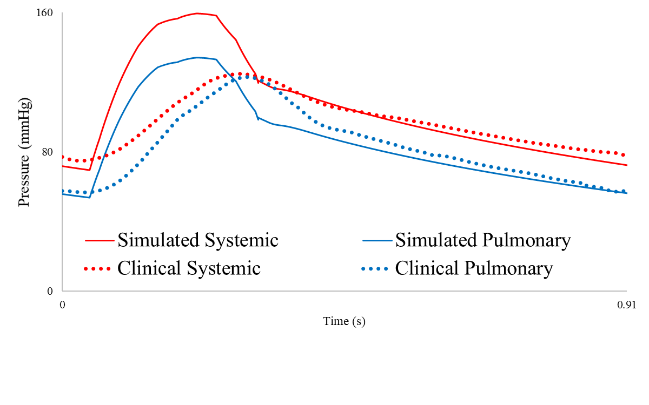 160
Pressure (mmHg)
80
Simulated Systemic Simulated Pulmonary
Clinical Systemic Clinical Pulmonary
0
0 0.91
Time (s)